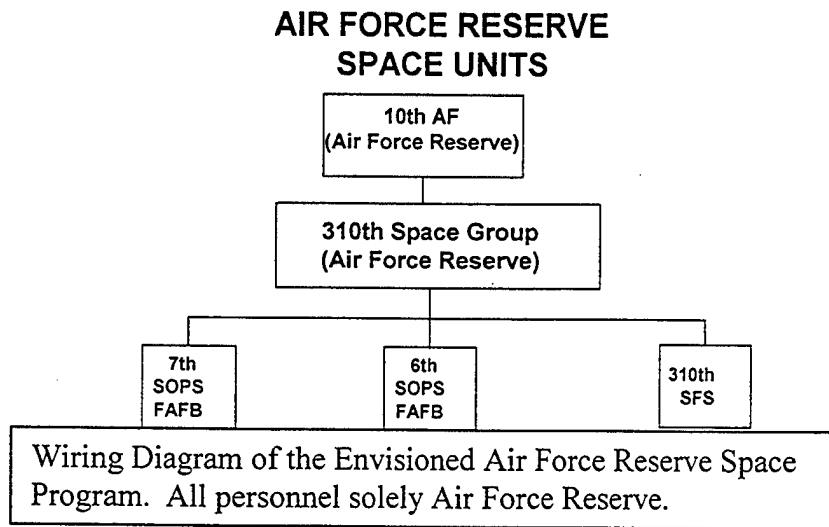 AIR FORCE RESERVE
SPACE UNITS
10th AF
(Air Force Reserve)
310th Space Group
(Air Force Reserve)
7th
SOPS
FAFB
6th
SOPS
FAFB
310th
SFS
Wiring Diagram of the Envisioned Air Force Reserve Space
Program. All personnel solely Air Force Reserve.